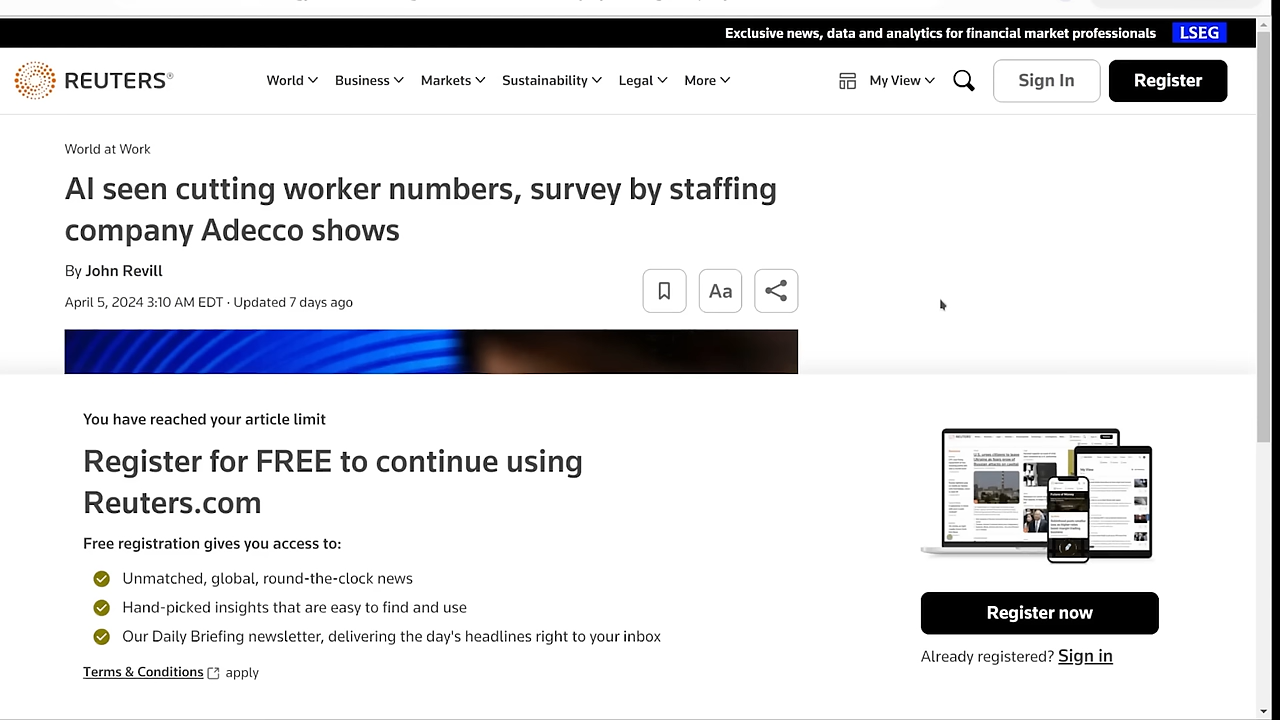 Exclusive news, data and analytics for financial market professionals LSEG
REUTERS®
World Business Markets Sustainability Legal More
My View Sign In Register
World at Work
AI seen cutting worker numbers, survey by staffing
company Adecco shows
By John Revill
April 5, 2024 3:10 AM EDT · Updated 7 days ago
Aa
You have reached your article limit
Register for FREE to continue using
Reuters.com
Free registration gives you access to:
Unmatched, global, round-the-clock news
Hand-picked insights that are easy to find and use
Our Daily Briefing newsletter, delivering the day's headlines right to your inbox
Terms & Conditions apply
Register now
Already registered? Sign in